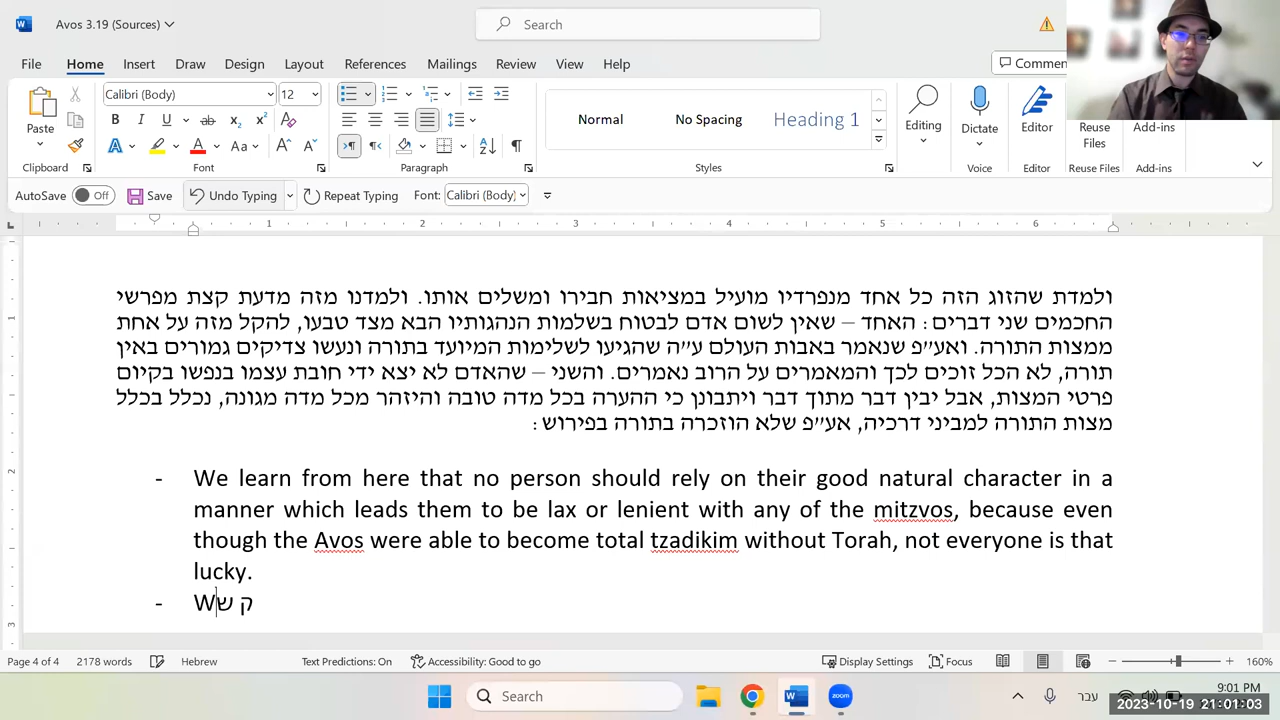 Avos 3.19 (Sources)
Search
File Home Insert Draw Design Layout References Mailings Review View Help
Commen
Calibri (Body) 12
Paste
Normal No Spacing Heading 1
Editing Dictate Editor Reuse Files Add-ins
Clipboard Font Paragraph Styles Voice Reuse Files Add-ins
AutoSave Off Save Undo Typing Repeat Typing Font: Calibri (Body)
1 2 3 4 5 6
ולמדת שהזוג הזה כל אחד מנפרדיו מועיל במציאות חבירו ומשלים אותו. ולמדנו מזה מדעת קצת מפרשי
החכמים שני דברים: האחד – שאין לשום אדם לבטוח בשלמות הנהגותיו הבא מצד טבעו, להקל מזה על אחת
ממצות התורה. ואע״פ שנאמר באבות העולם ע״ה שהגיעו לשלימות המיועד בתורה ונעשו צדיקים גמורים באין
תורה, לא הכל זוכים לכך והמאמרים על הרוב נאמרים. והשני – שהאדם לא יצא ידי חובת עצמו בנפשו בקיום
פרטי המצות, אבל יבין דבר מתוך דבר ויתבונן כי ההערה בכל מדה טובה והיזהר מכל מדה מגונה, נכלל בכלל
מצות התורה למביני דרכיה, אע״פ שלא הוזכרה בתורה בפירוש:
- We learn from here that no person should rely on their good natural character in a
manner which leads them to be lax or lenient with any of the mitzvos, because even
though the Avos were able to become total tzadikim without Torah, not everyone is that
lucky.
- Wק ש
1 2 3
Page 4 of 4 2178 words Hebrew Text Predictions: On Accessibility: Good to go Display Settings Focus 160%
Search zoom עבר 9:01 PM
2023-10-19 21:01:03